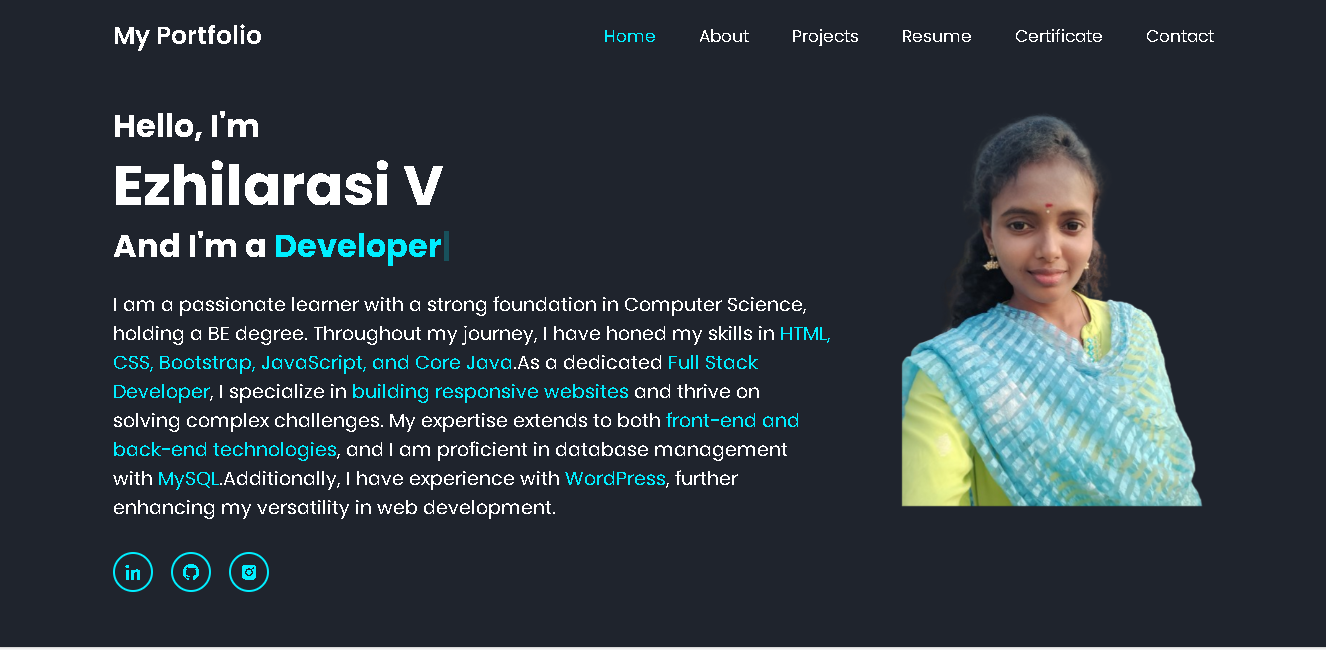 My Portfolio
Home About Projects Resume Certificate Contact
Hello, I'm
Ezhilarasi V
And I'm a Developer
I am a passionate learner with a strong foundation in Computer Science,
holding a BE degree. Throughout my journey, I have honed my skills in HTML,
CSS, Bootstrap, JavaScript, and Core Java.As a dedicated Full Stack
Developer, I specialize in building responsive websites and thrive on
solving complex challenges. My expertise extends to both front-end and
back-end technologies, and I am proficient in database management
with MySQL.Additionally, I have experience with WordPress, further
enhancing my versatility in web development.
in